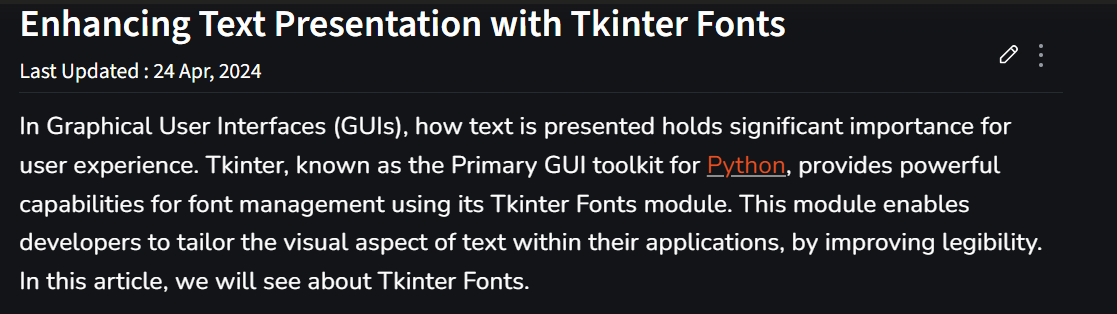 Enhancing Text Presentation with Tkinter Fonts
Last Updated : 24 Apr, 2024
In Graphical User Interfaces (GUIs), how text is presented holds significant importance for
user experience. Tkinter, known as the Primary GUI toolkit for Python, provides powerful
capabilities for font management using its Tkinter Fonts module. This module enables
developers to tailor the visual aspect of text within their applications, by improving legibility.
In this article, we will see about Tkinter Fonts.